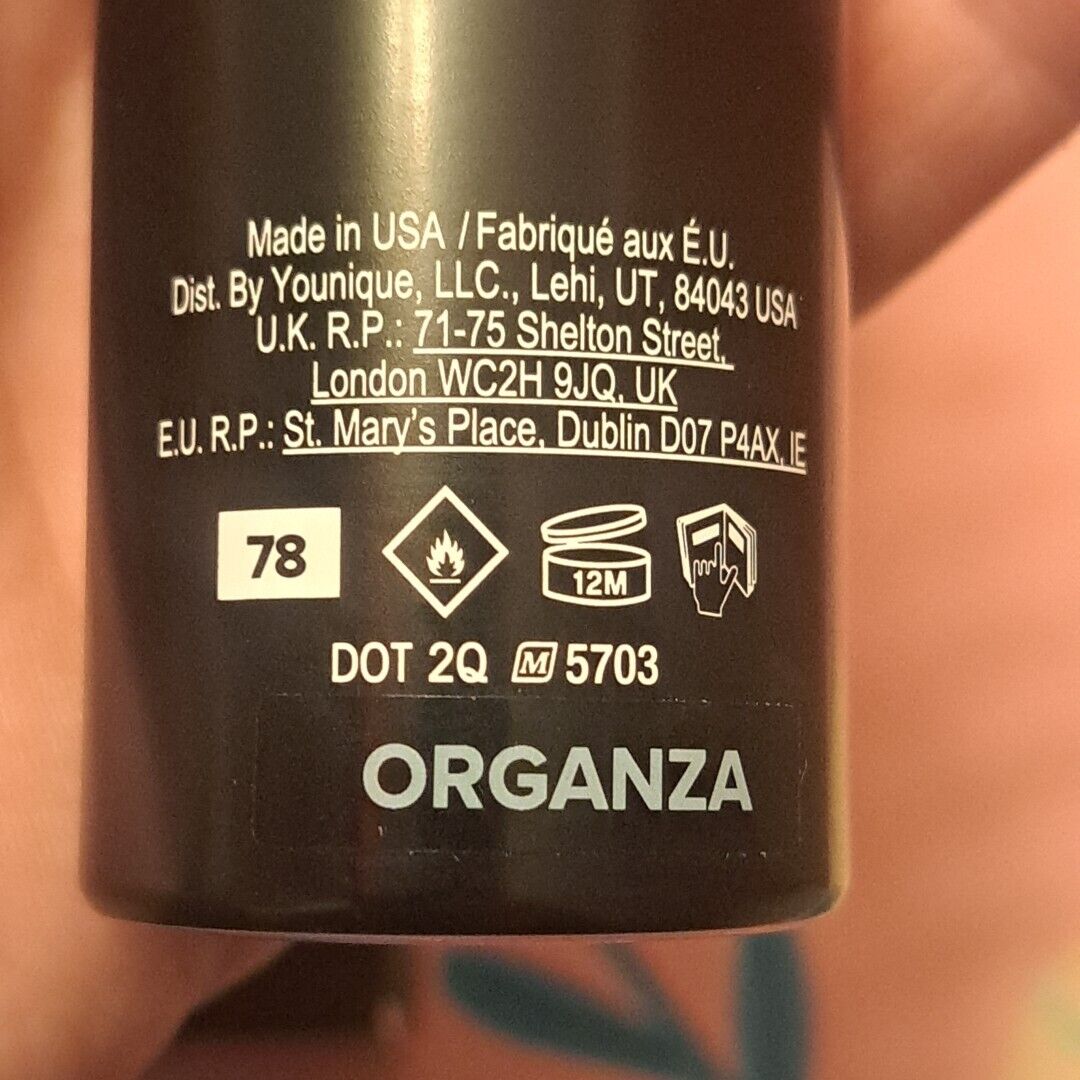 Made in USA / Fabriqué aux É.U.
Dist. By Younique, LLC., Lehi, UT, 84043 USA
U.K. R.P.: 71-75 Shelton Street,
London WC2H 9JQ, UK
E.U. R.P.: St. Mary's Place, Dublin D07 P4AX, IE
78
12M
DOT 2Q M 5703
ORGANZA